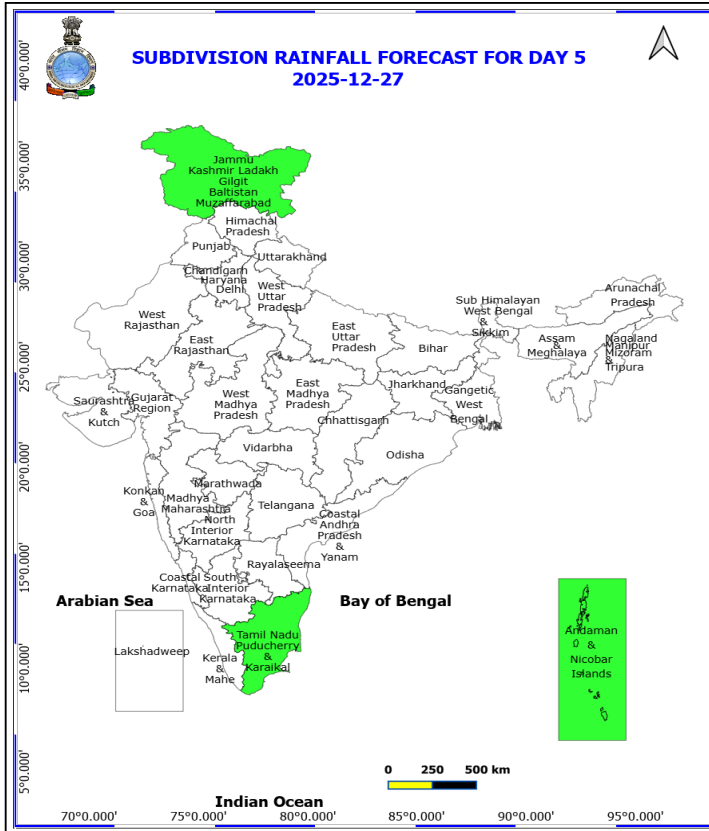 SUBDIVISION RAINFALL FORECAST FOR DAY 5
2025-12-27
40°0.000'
35°0.000'
30°0.000'
25°0.000'
20°0.000'
15°0.000'
10°0.000'
5°0.000'
Jammu
Kashmir Ladakh
Gilgit
Baltistan
Muzaffarabad
Himachal
Pradesh
Punjab
Uttarakhand
Chandigarh
Haryana
Delhi
West
Uttar
Pradesh
West
Rajasthan
East
Rajasthan
East
Uttar
Pradesh
Bihar
Sub Himalayan
West Bengal
&
Sikkim
Arunachal
Pradesh
Assam
&
Meghalaya
Nagaland
Manipur
Mizoram
&
Tripura
Saurashtra
&
Kutch
Gujarat
Region
West
Madhya
Pradesh
East
Madhya
Pradesh
Jharkhand
Gangetic
West
Bengal
Chhattisgarh
Odisha
Vidarbha
Konkan
&
Goa
Madhya
Maharashtra
Marathwada
Telangana
North
Interior
Karnataka
Coastal
Andhra
Pradesh
&
Yanam
Rayalaseema
Coastal
Karnataka
South
Interior
Karnataka
Arabian Sea
Bay of Bengal
Lakshadweep
Kerala
&
Mahe
Tamil Nadu
Puducherry
&
Karaikal
Andaman
&
Nicobar
Islands
0 250 500 km
Indian Ocean
70°0.000' 75°0.000' 80°0.000' 85°0.000' 90°0.000' 95°0.000'